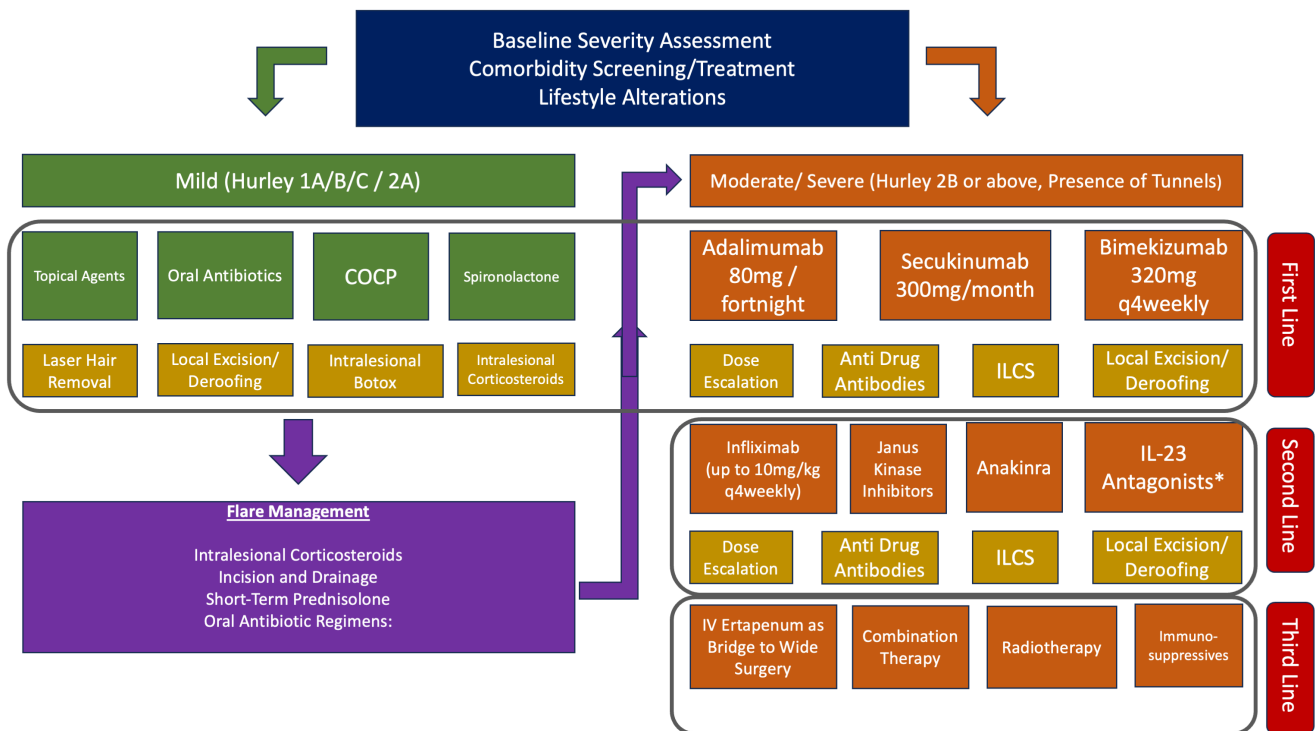 Baseline Severity Assessment
Comorbidity Screening/Treatment
Lifestyle Alterations
Mild (Hurley 1A/B/C / 2A)
Moderate/ Severe (Hurley 2B or above, Presence of Tunnels)
Topical Agents
Oral Antibiotics
COCP
Spironolactone
Laser Hair
Removal
Local Excision/
Deroofing
Intralesional
Botox
Intralesional
Corticosteroids
Adalimumab
80mg /
fortnight
Secukinumab
300mg/month
Bimekizumab
320mg
q4weekly
Dose
Escalation
Anti Drug
Antibodies
ILCS
Local Excision/
Deroofing
First Line
Flare Management
Intralesional Corticosteroids
Incision and Drainage
Short-Term Prednisolone
Oral Antibiotic Regimens:
Infliximab
(up to 10mg/kg
q4weekly)
Janus
Kinase
Inhibitors
Anakinra
IL-23
Antagonists*
Dose
Escalation
Anti Drug
Antibodies
ILCS
Local Excision/
Deroofing
Second Line
IV Ertapenum as
Bridge to Wide
Surgery
Combination
Therapy
Radiotherapy
Immuno-
suppressives
Third Line